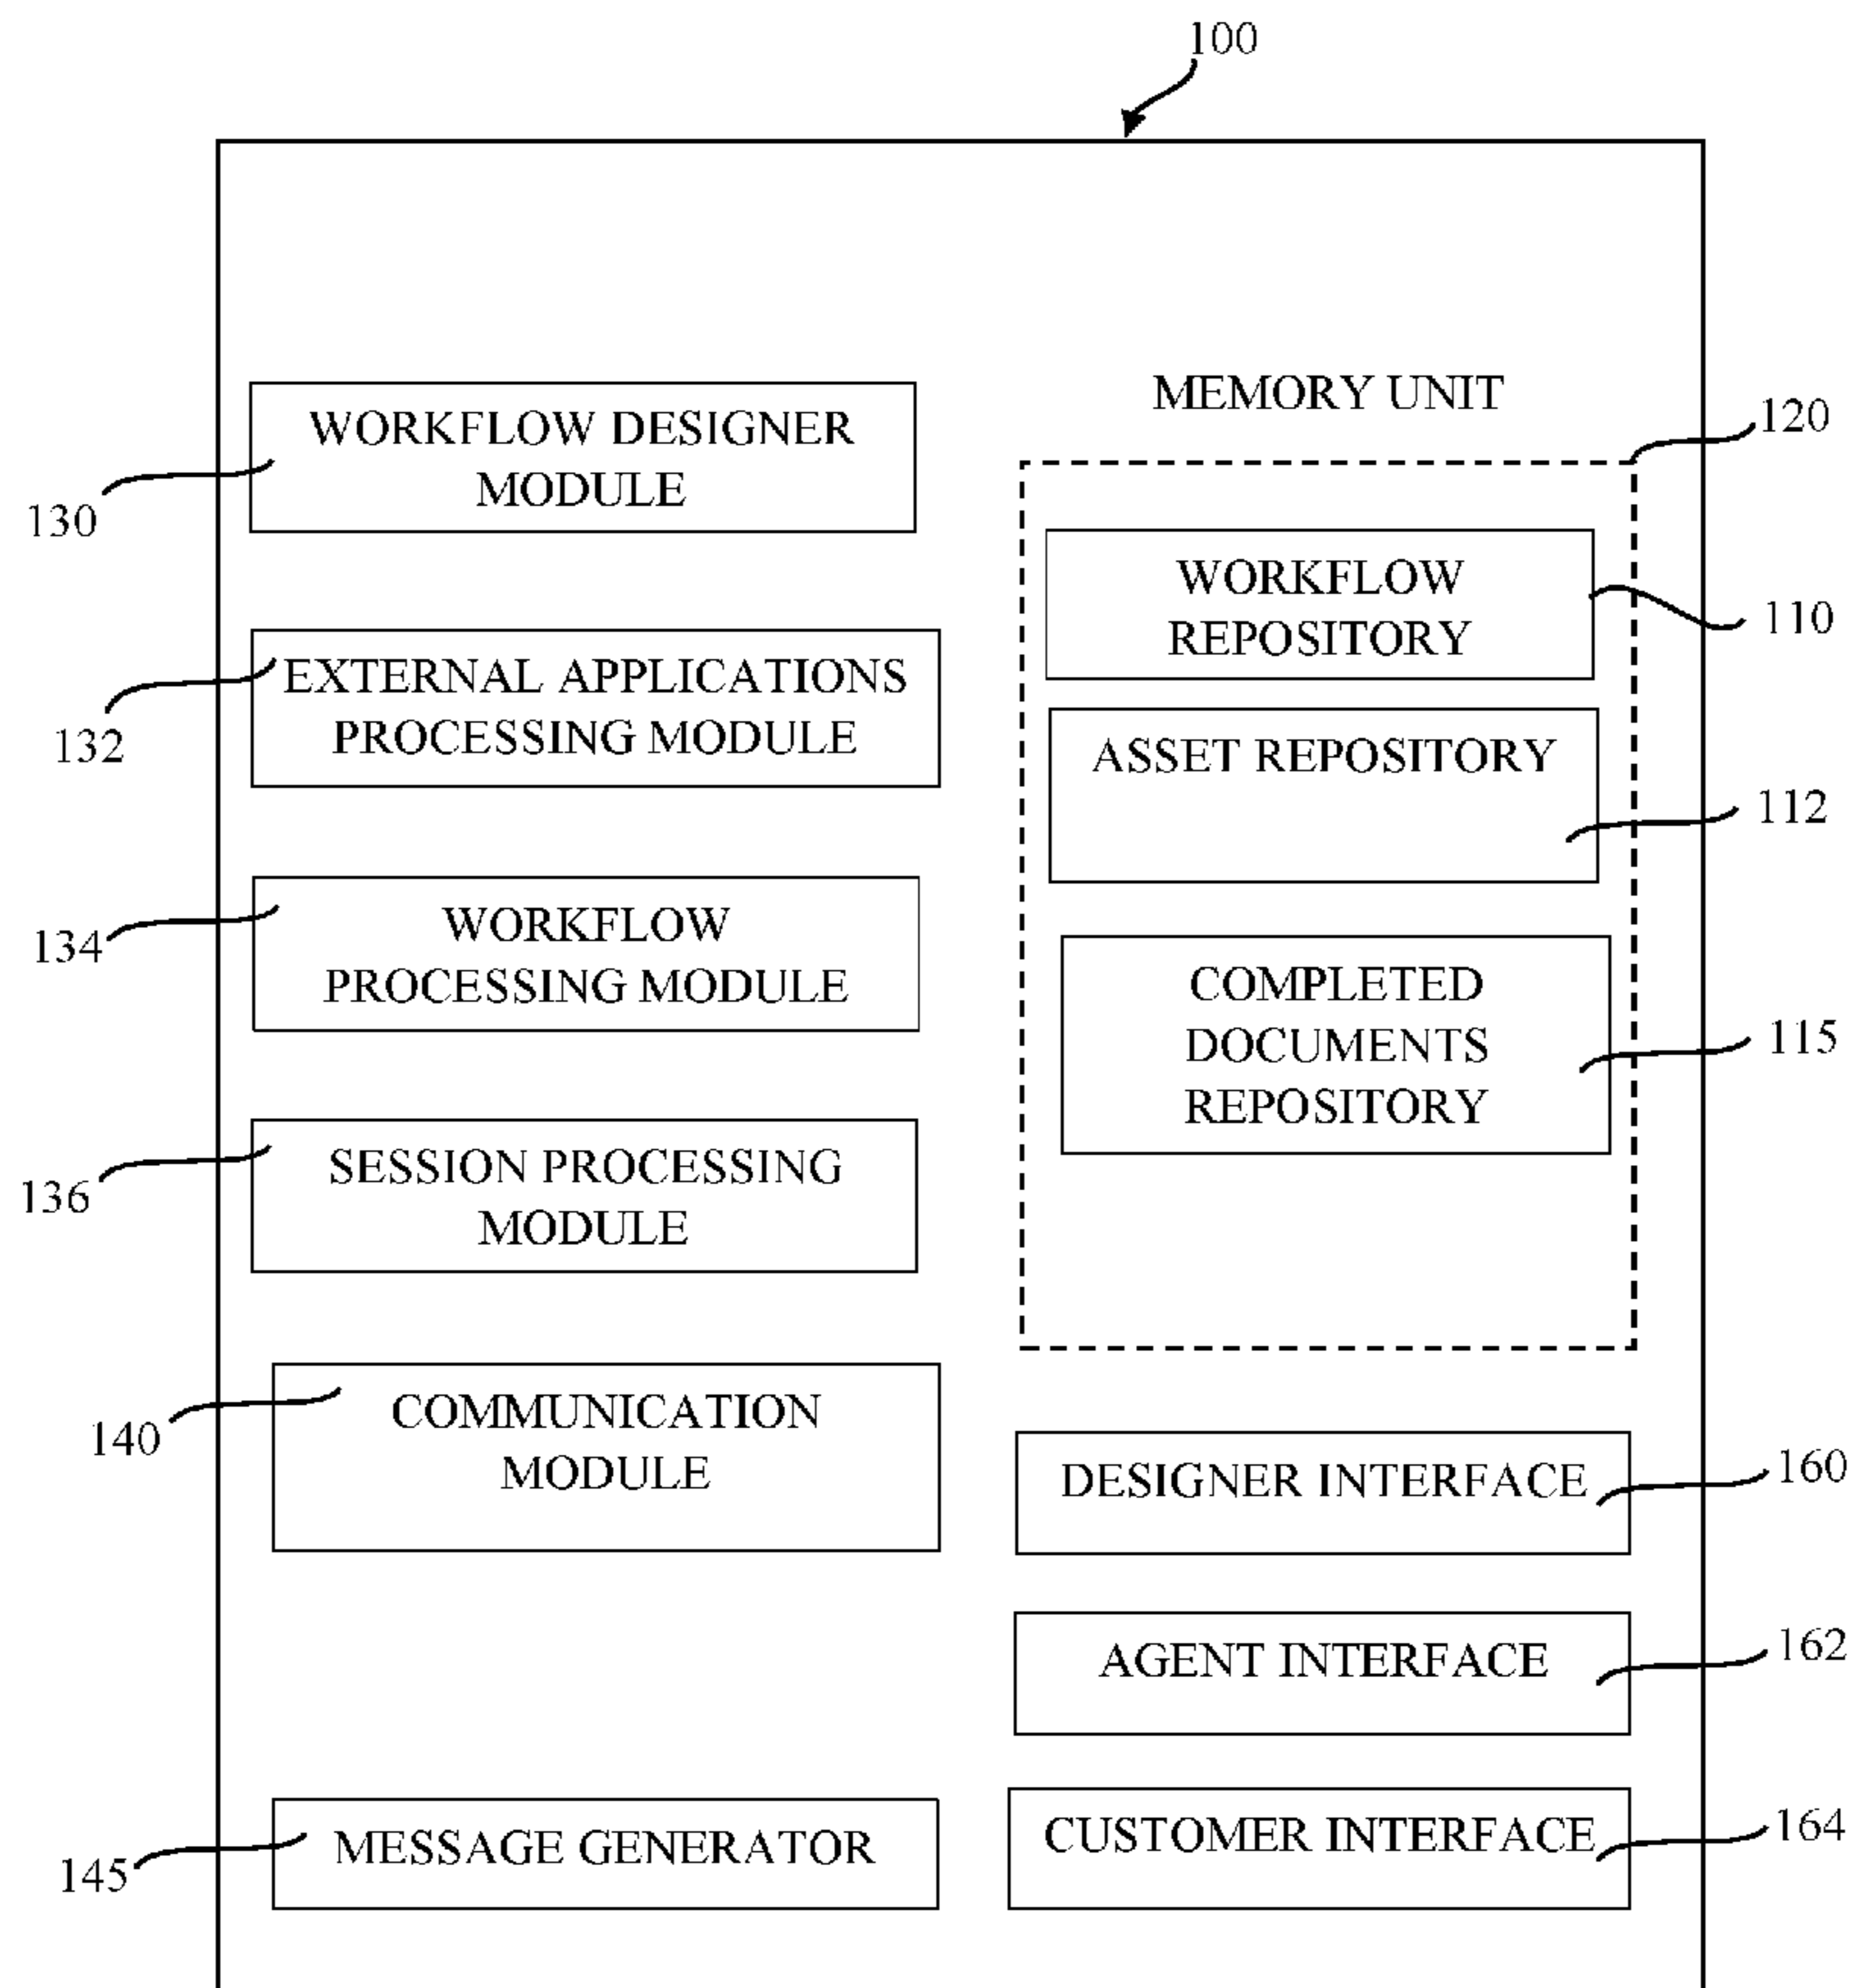 100
WORKFLOW DESIGNER
MODULE
130
EXTERNAL APPLICATIONS
PROCESSING MODULE
132
WORKFLOW
PROCESSING MODULE
134
SESSION PROCESSING
MODULE
136
COMMUNICATION
MODULE
140
MESSAGE GENERATOR
145
MEMORY UNIT
120
WORKFLOW
REPOSITORY
110
ASSET REPOSITORY
112
COMPLETED
DOCUMENTS
REPOSITORY
115
DESIGNER INTERFACE
160
AGENT INTERFACE
162
CUSTOMER INTERFACE
164